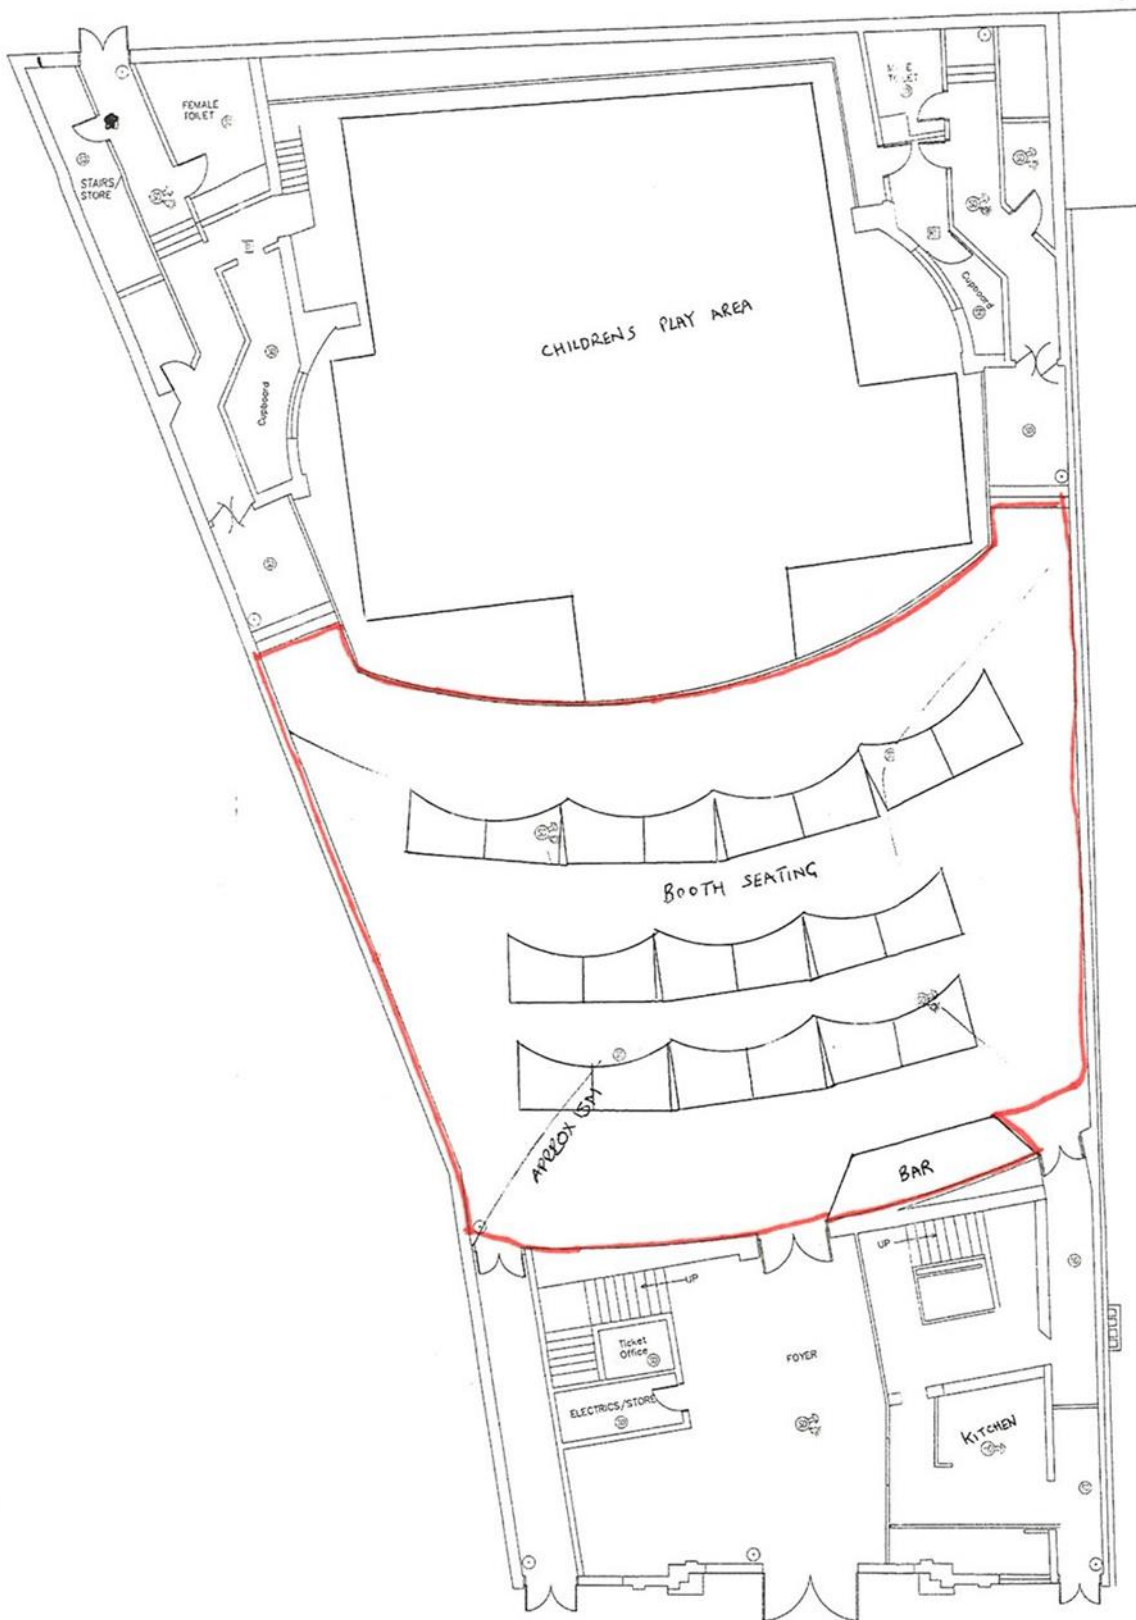 FEMALE
TOILET
TOILET
STAIRS/
STORE
Cupboard
Cupboard
CHILDRENS PLAY AREA
BOOTH SEATING
APPROX 15M
BAR
UP
UP
Ticket
Office
FOYER
ELECTRICS/STORE
KITCHEN